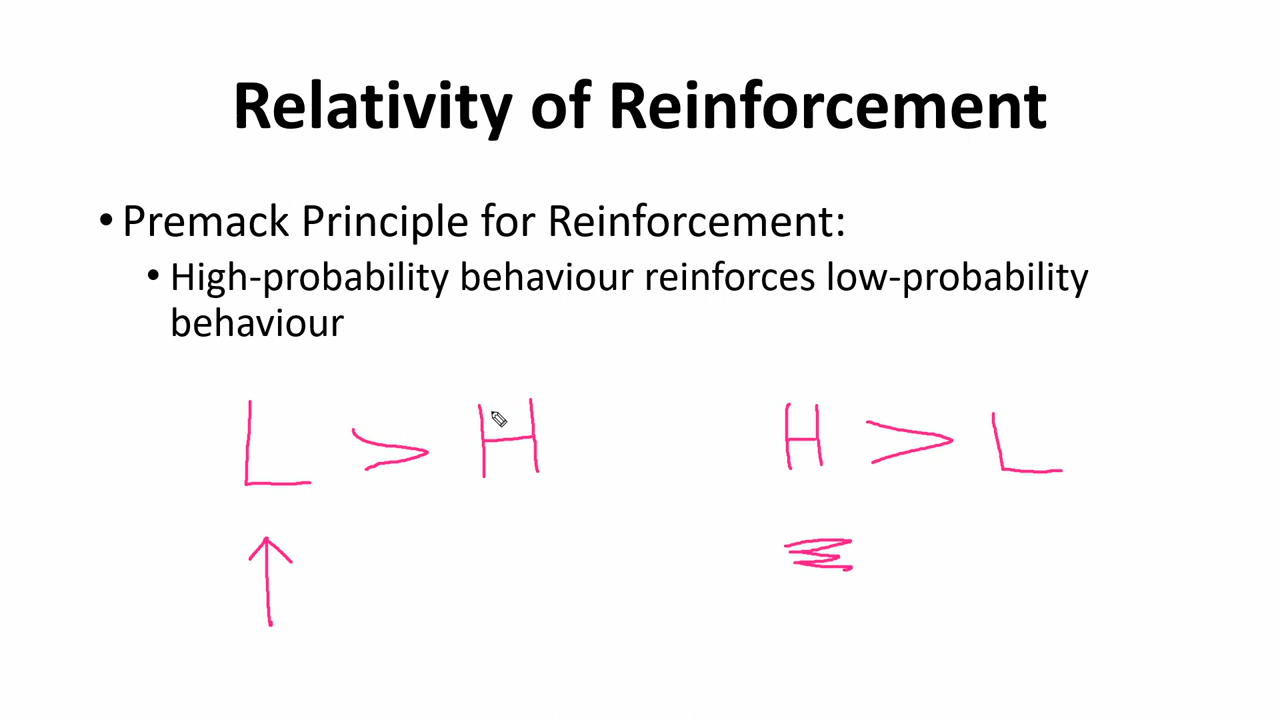 Relativity of Reinforcement
• Premack Principle for Reinforcement:
• High-probability behaviour reinforces low-probability
behaviour
L > H H > L